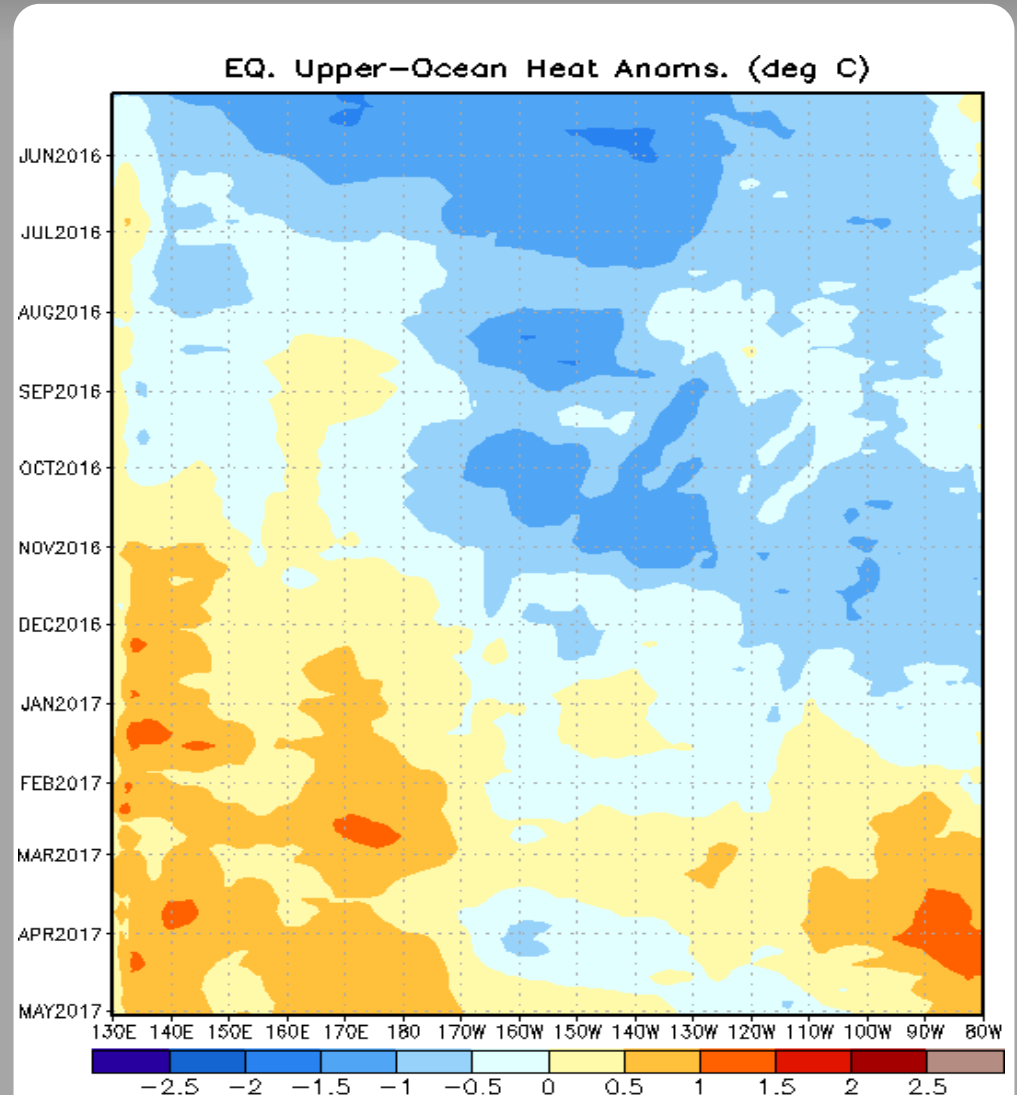 EQ. Upper-Ocean Heat Anoms. (deg C)
JUN2016
JUL2016
AUG2016
SEP2016
OCT2016
NOV2016
DEC2016
JAN2017
FEB2017
MAR2017
APR2017
MAY2017
130E 140E 150E 160E 170E 180 170W 160W 150W 140W 130W 120W 110W 100W 90W 80W
-2.5 -2 -1.5 -1 -0.5 0 0.5 1 1.5 2 2.5